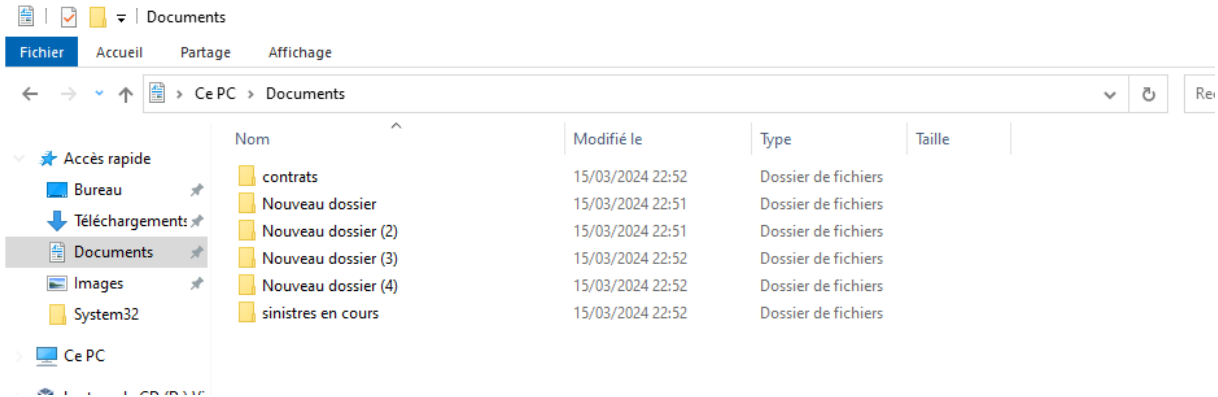 Documents
Fichier Accueil Partage Affichage
Ce PC > Documents
Nom Modifié le Type Taille
Accès rapide
Bureau
Téléchargements
Documents
Images
System32
Ce PC
contrats 15/03/2024 22:52 Dossier de fichiers
Nouveau dossier 15/03/2024 22:51 Dossier de fichiers
Nouveau dossier (2) 15/03/2024 22:51 Dossier de fichiers
Nouveau dossier (3) 15/03/2024 22:52 Dossier de fichiers
Nouveau dossier (4) 15/03/2024 22:52 Dossier de fichiers
sinistres en cours 15/03/2024 22:52 Dossier de fichiers